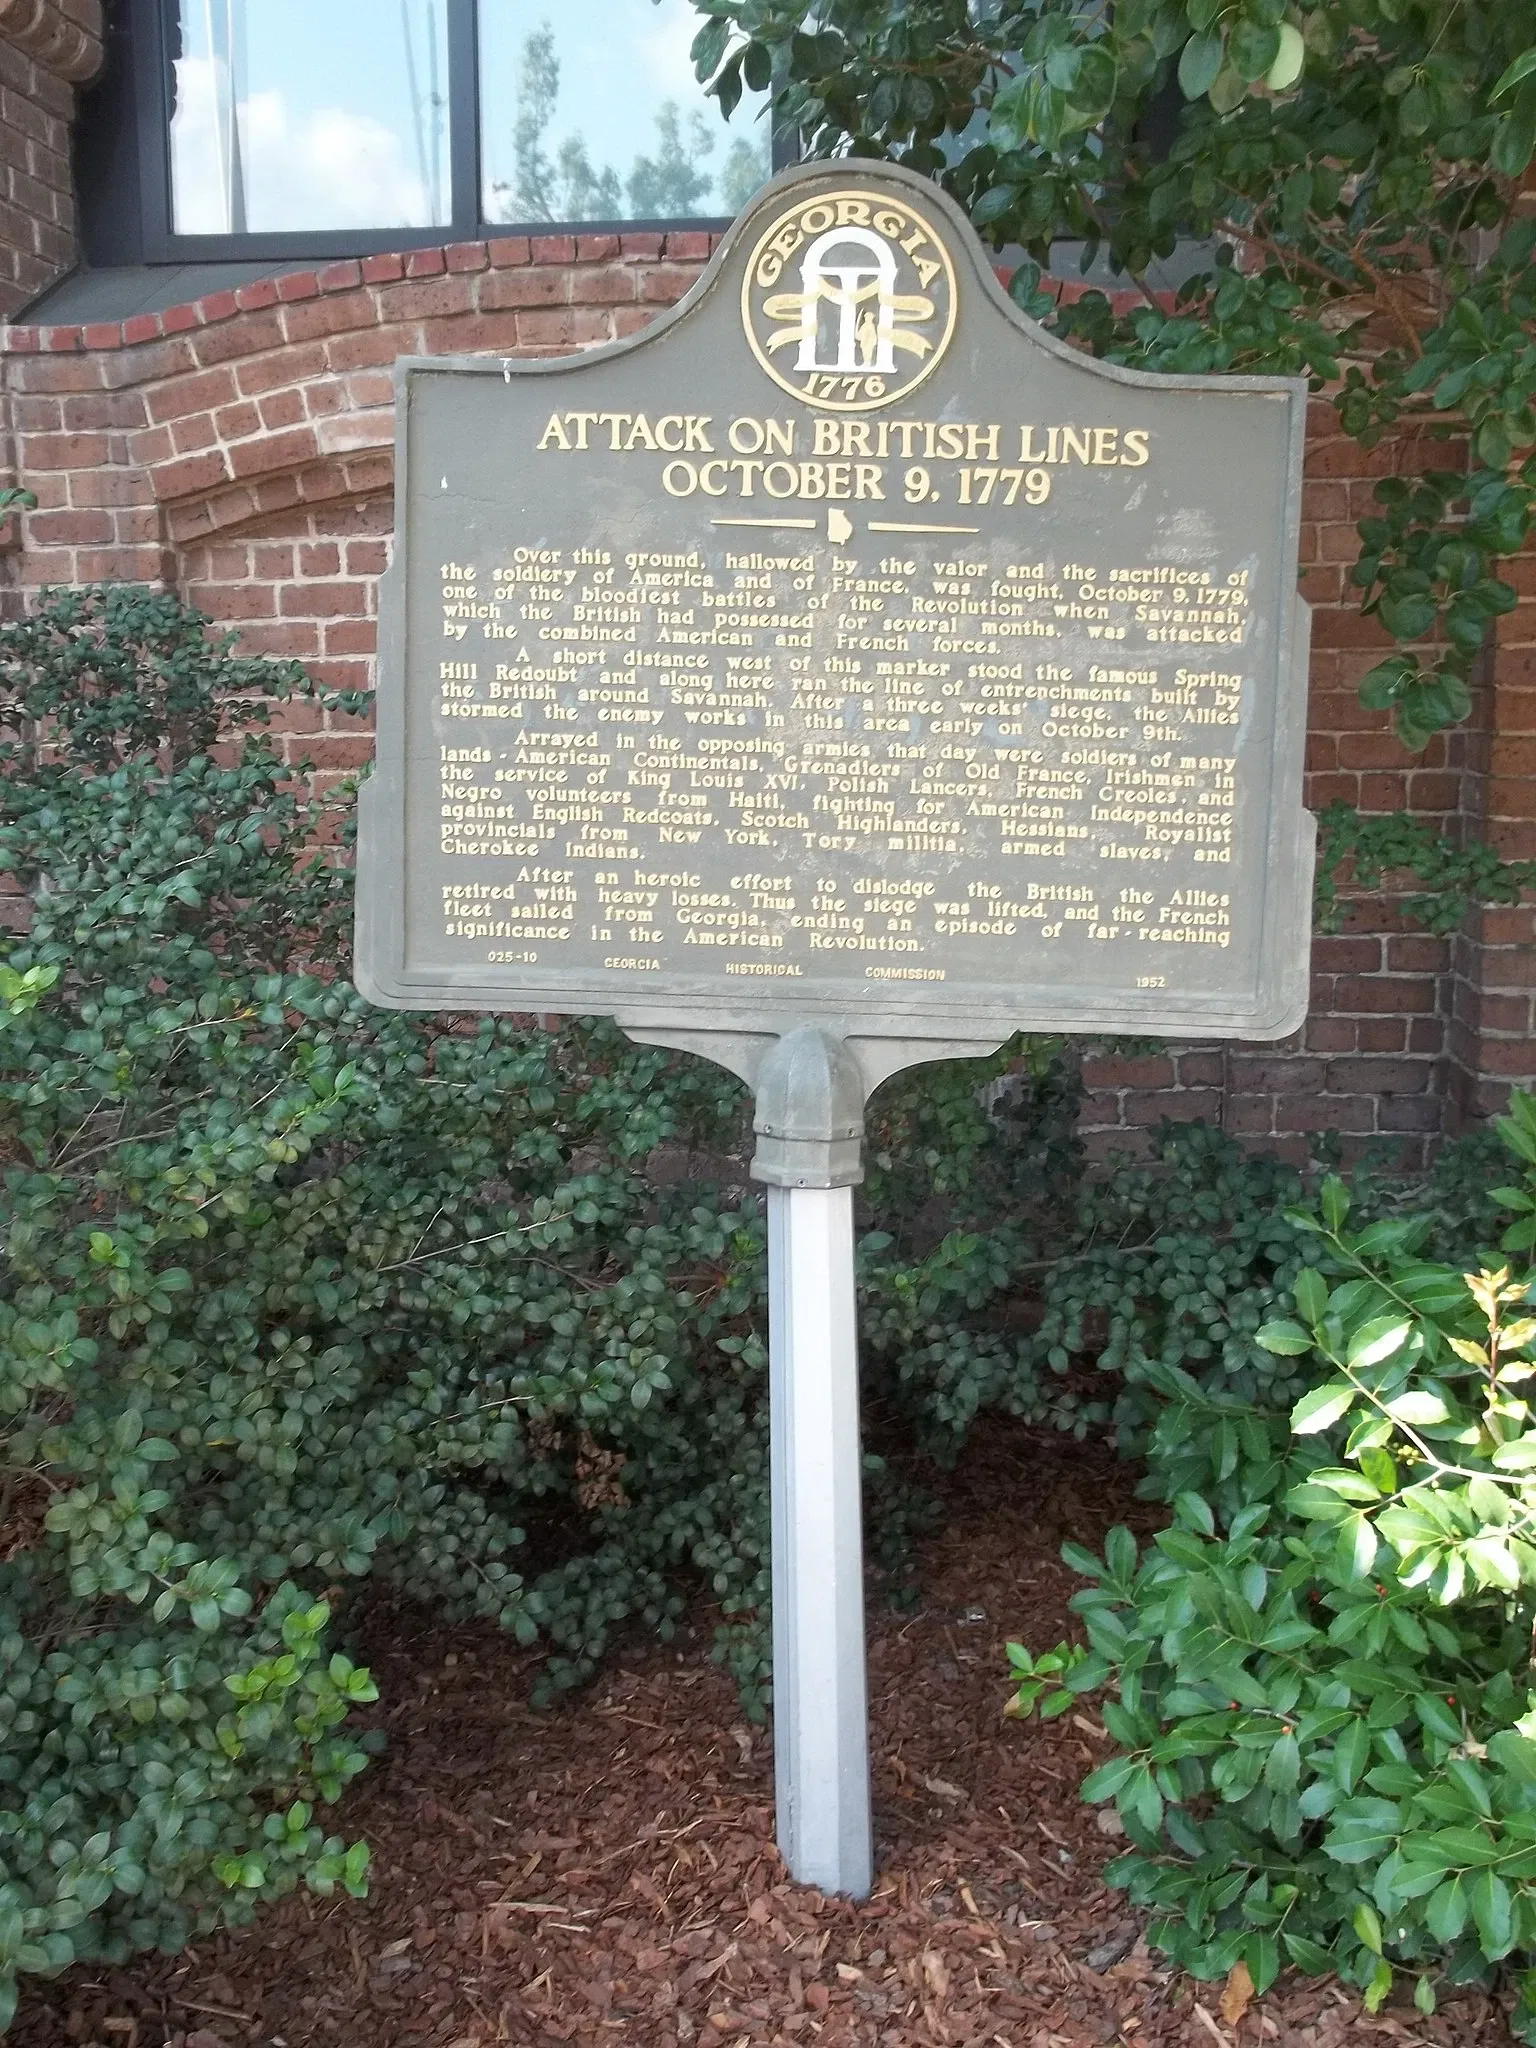 GEORGIA
1776
ATTACK ON BRITISH LINES
OCTOBER 9, 1779
Over this ground, hallowed by the valor and the sacrifices of
the soldiery of America and of France, was fought, October 9, 1779,
one of the bloodiest battles of the Revolution when Savannah,
which the British had possessed for several months, was attacked
by the combined American and French forces.
A short distance west of this marker stood the famous Spring
Hill Redoubt and along here ran the line of entrenchments built by
the British around Savannah. After a three weeks' siege, the Allies
stormed the enemy works in this area early on October 9th.
Arrayed in the opposing armies that day were soldiers of many
lands - American Continentals, Grenadiers of Old France, Irishmen in
the service of King Louis XVI, Polish Lancers, French Creoles, and
Negro volunteers from Haiti, fighting for American Independence
against English Redcoats, Scotch Highlanders, Hessians, Royalist
provincials from New York, Tory militia, armed slaves, and
Cherokee Indians.
After an heroic effort to dislodge the British the Allies
retired with heavy losses. Thus the siege was lifted, and the French
fleet sailed from Georgia, ending an episode of far-reaching
significance in the American Revolution.
025-10 GEORGIA HISTORICAL COMMISSION 1952